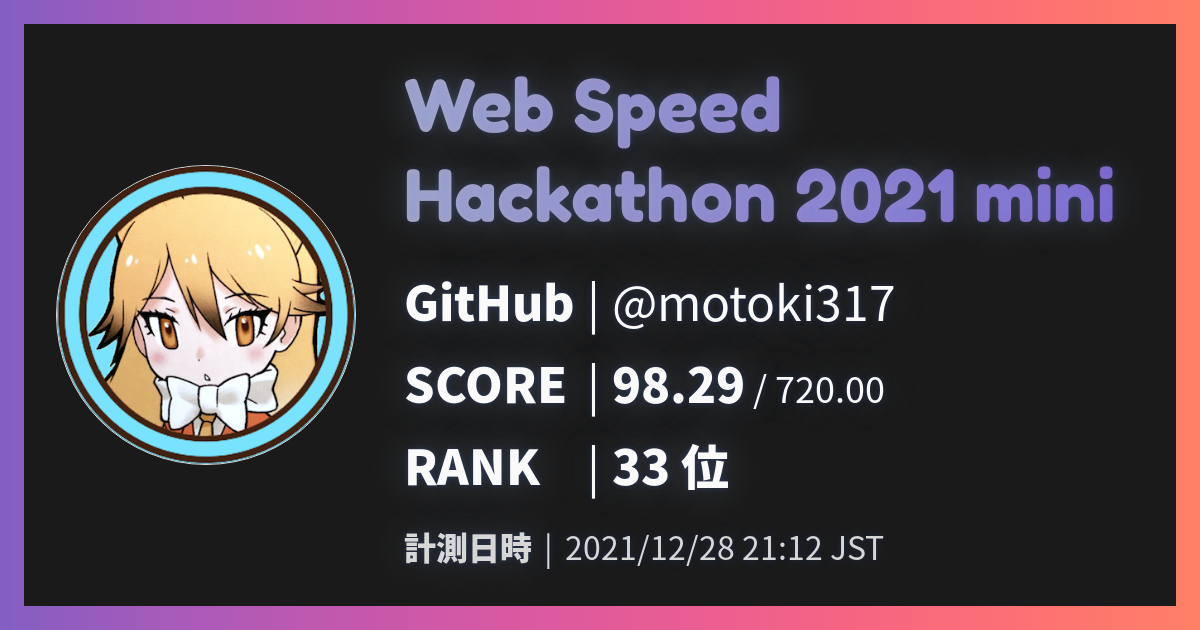 Web Speed
Hackathon 2021 mini
GitHub | @motoki317
SCORE | 98.29 / 720.00
RANK | 33 位
計測日時 | 2021/12/28 21:12 JST